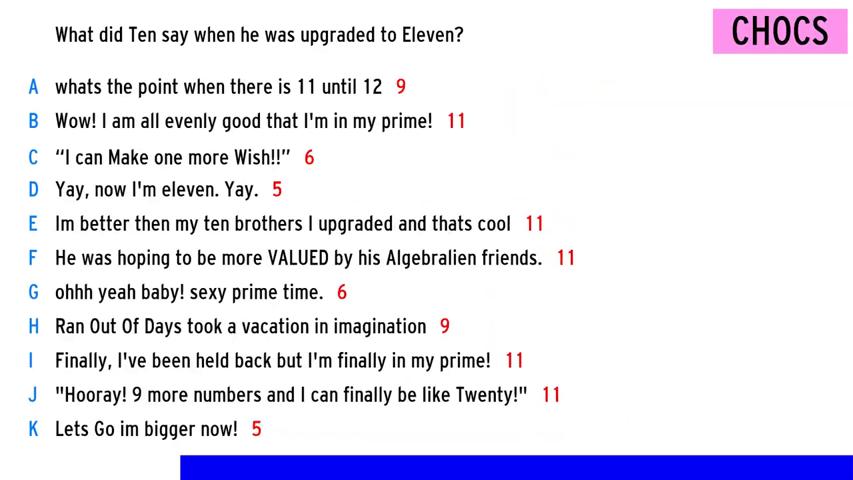 What did Ten say when he was upgraded to Eleven?
CHOCS
A whats the point when there is 11 until 12 9
B Wow! I am all evenly good that I'm in my prime! 11
C “I can Make one more Wish!!” 6
D Yay, now I'm eleven. Yay. 5
E Im better then my ten brothers I upgraded and thats cool 11
F He was hoping to be more VALUED by his Algebralien friends. 11
G ohhh yeah baby! sexy prime time. 6
H Ran Out Of Days took a vacation in imagination 9
I Finally, I've been held back but I'm finally in my prime! 11
J "Hooray! 9 more numbers and I can finally be like Twenty!" 11
K Lets Go im bigger now! 5